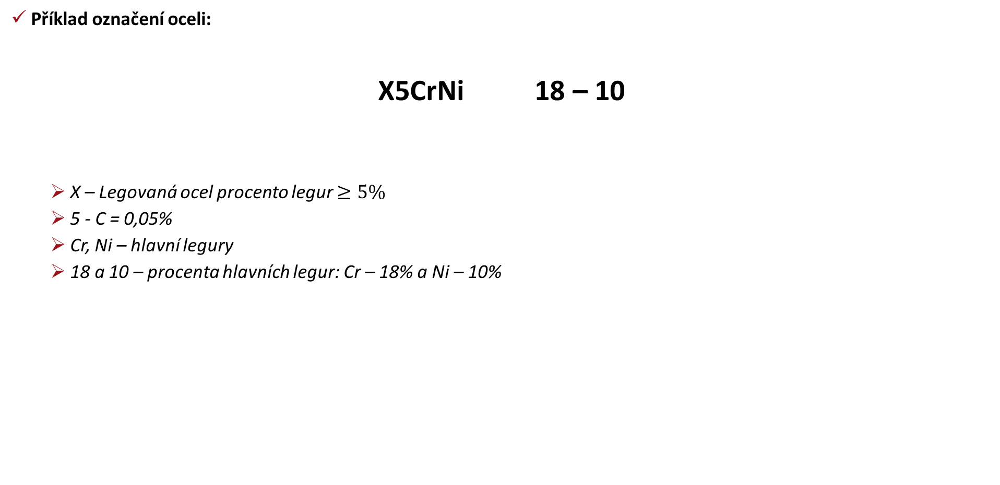 Příklad označení oceli:
X5CrNi 18 – 10
X – Legovaná ocel procento legur ≥ 5%
5 - C = 0,05%
Cr, Ni – hlavní legury
18 a 10 – procenta hlavních legur: Cr – 18% a Ni – 10%